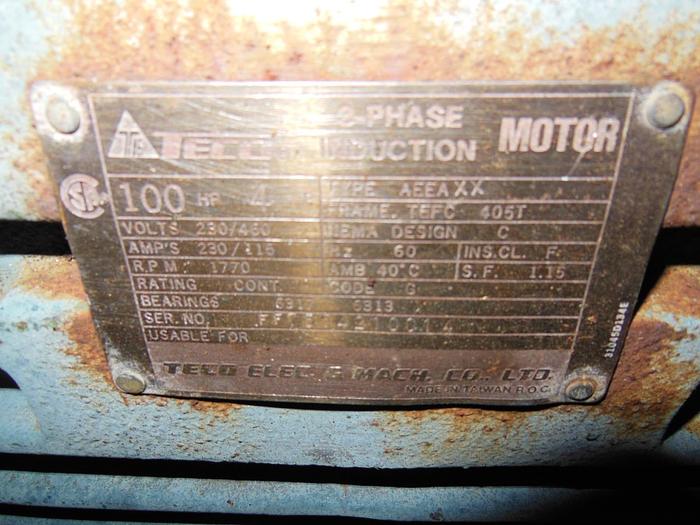 3-PHASE
TECO INDUCTION MOTOR
100 HP 4
TYPE AEEAXX
FRAME. TEFC 405T
VOLTS 230/460
NEMA DESIGN C
AMP'S 230/115
HZ 60 INS.CL. F
R.P.M 1770
AMB 40°C S.F. 1.15
RATING CONT.
CODE G
BEARINGS 6313
SER. NO.
USABLE FOR
TECO ELEC. & MACH. CO., LTD.
MADE IN TAIWAN R.O.C.
31045D134E